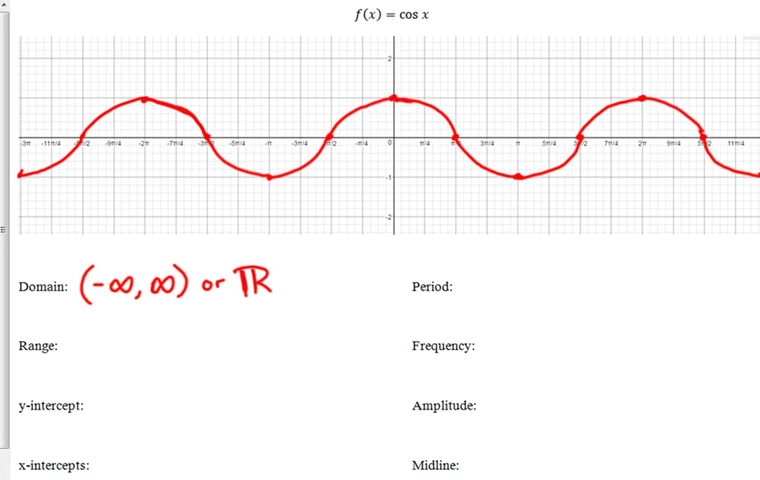 f(x) = cos x
2
-3π -11π/4 -9π/4 -2π -7π/4 -5π/4 -π -3π/4 -π/4 0 π/4 3π/4 π 5π/4 7π/4 2π 9π/4 11π/4
-1
-2
Domain: (-∞, ∞) or ℝ
Period:
Range:
Frequency:
y-intercept:
Amplitude:
x-intercepts:
Midline: